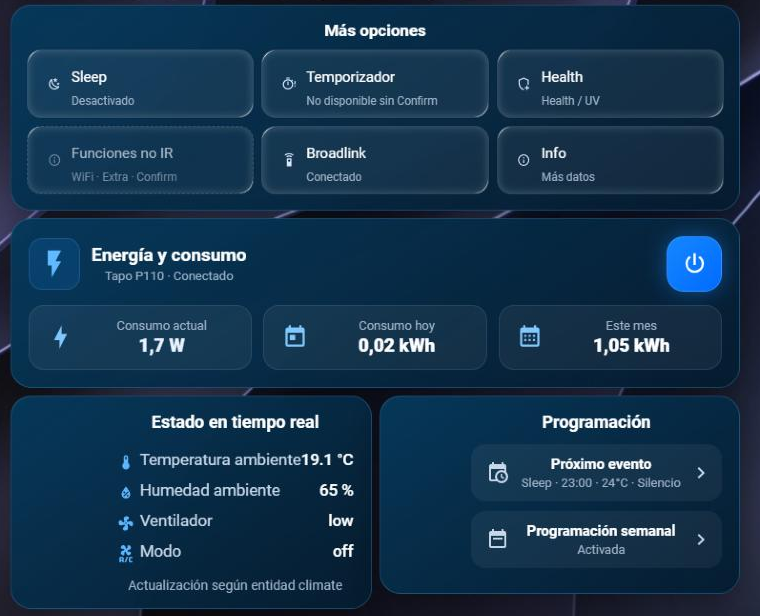 Más opciones
Sleep
Desactivado
Temporizador
No disponible sin Confirm
Health
Health / UV
Funciones no IR
WiFi · Extra · Confirm
Broadlink
Conectado
Info
Más datos
Energía y consumo
Tapo P110 · Conectado
Consumo actual
1,7 W
Consumo hoy
0,02 kWh
Este mes
1,05 kWh
Estado en tiempo real
Temperatura ambiente19.1 °C
Humedad ambiente 65 %
Ventilador low
A/C
Modo off
Actualización según entidad climate
Programación
Próximo evento
Sleep · 23:00 · 24°C · Silencio
Programación semanal
Activada